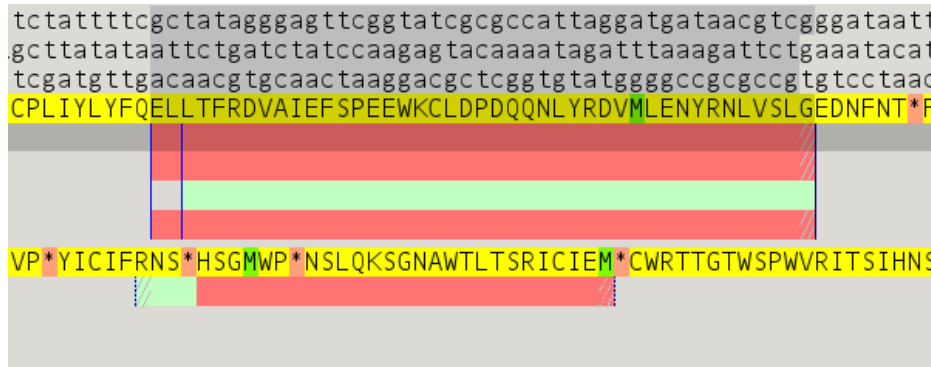 tctattttcgctatagggagttcggtatcgcgccattaggatgataacgtcgggataatt
gcttatataattctgatctatccaagagtacaaaatagatttaaagattctgaaatacat
tcgatgttgacaacgtgcaactaaggacgctcggtgtatggggccgcgccgtgtcctaac
CPLIYLYFQELLTFRDVAIEFSPEEWKCLDPDQQNLYRDVMLENYRNLVSLGEDNFNT*F
VP*YICIFRNS*HSGMWP*NSLQKSGNAWTLTSRICIEM*CWRTTGTWSPWVRITSIHNS